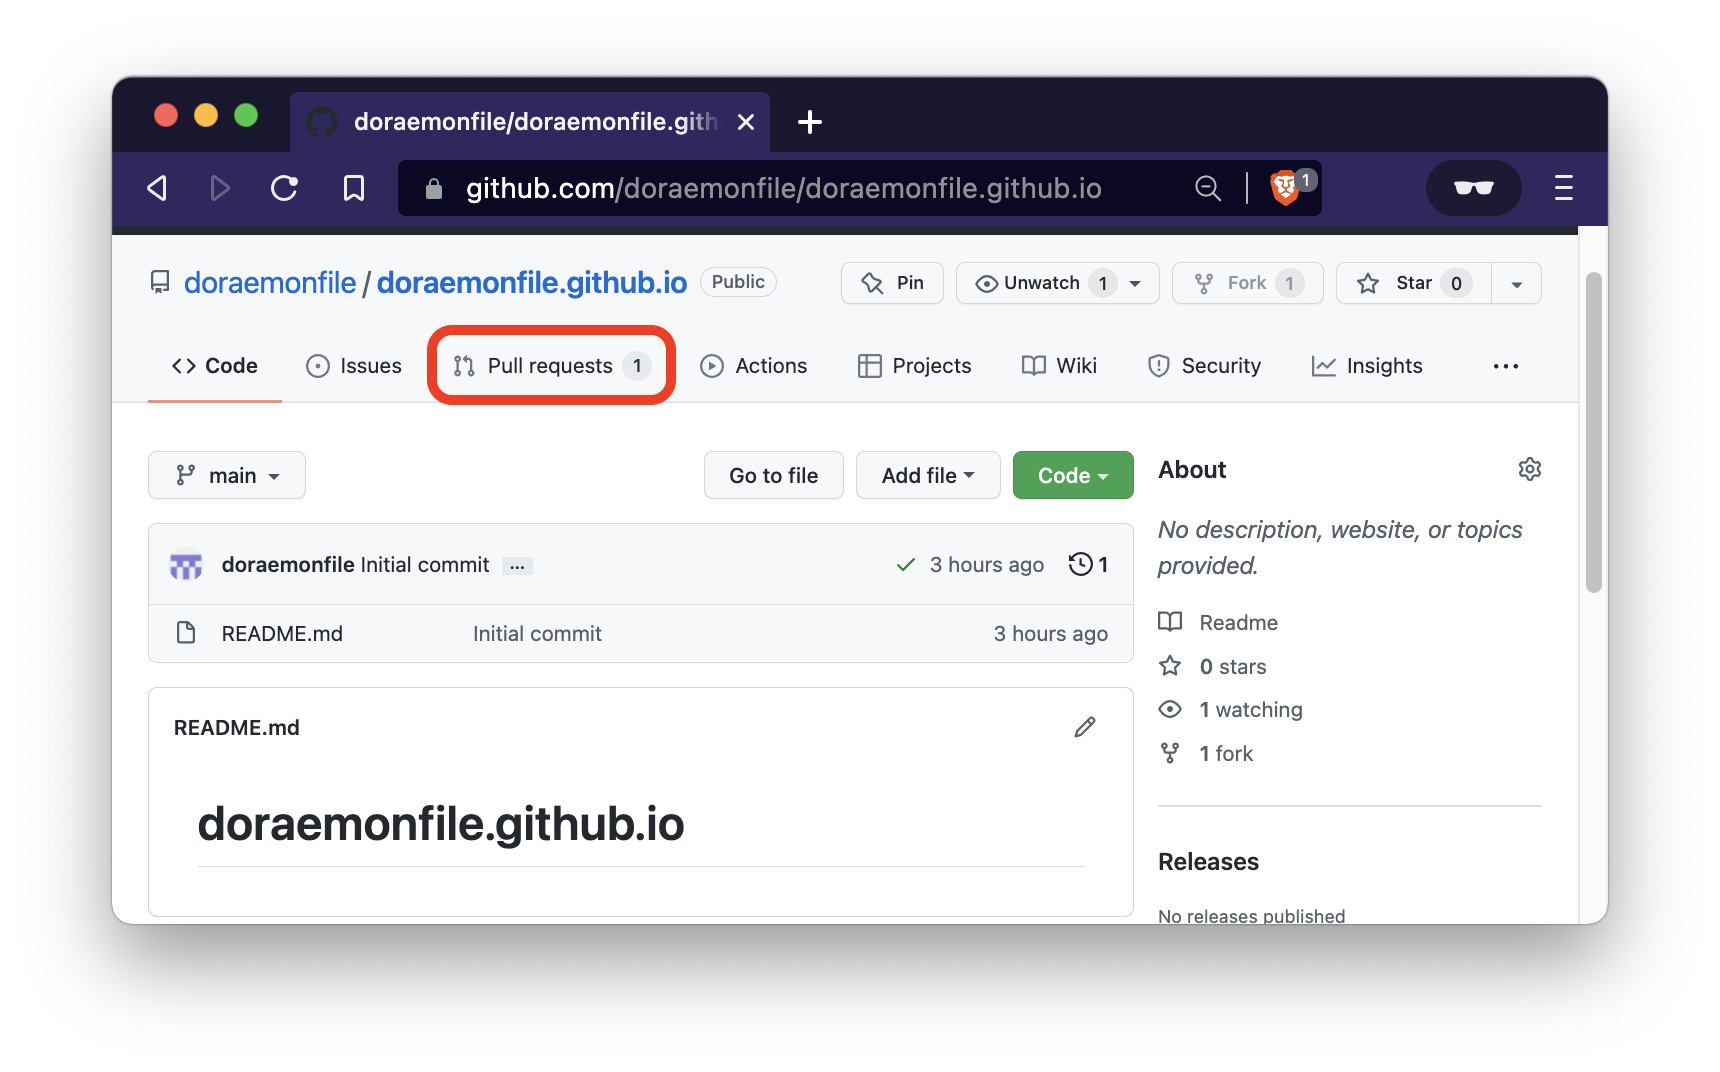 doraemonfile/doraemonfile.gith
github.com/doraemonfile/doraemonfile.github.io 1
doraemonfile / doraemonfile.github.io Public Pin Unwatch 1 Fork 1 Star 0
Code Issues Pull requests 1 Actions Projects Wiki Security Insights ...
main Go to file Add file Code
doraemonfile Initial commit ... 3 hours ago 1
README.md Initial commit 3 hours ago
README.md
doraemonfile.github.io
About
No description, website, or topics
provided.
Readme
0 stars
1 watching
1 fork
Releases
No releases published